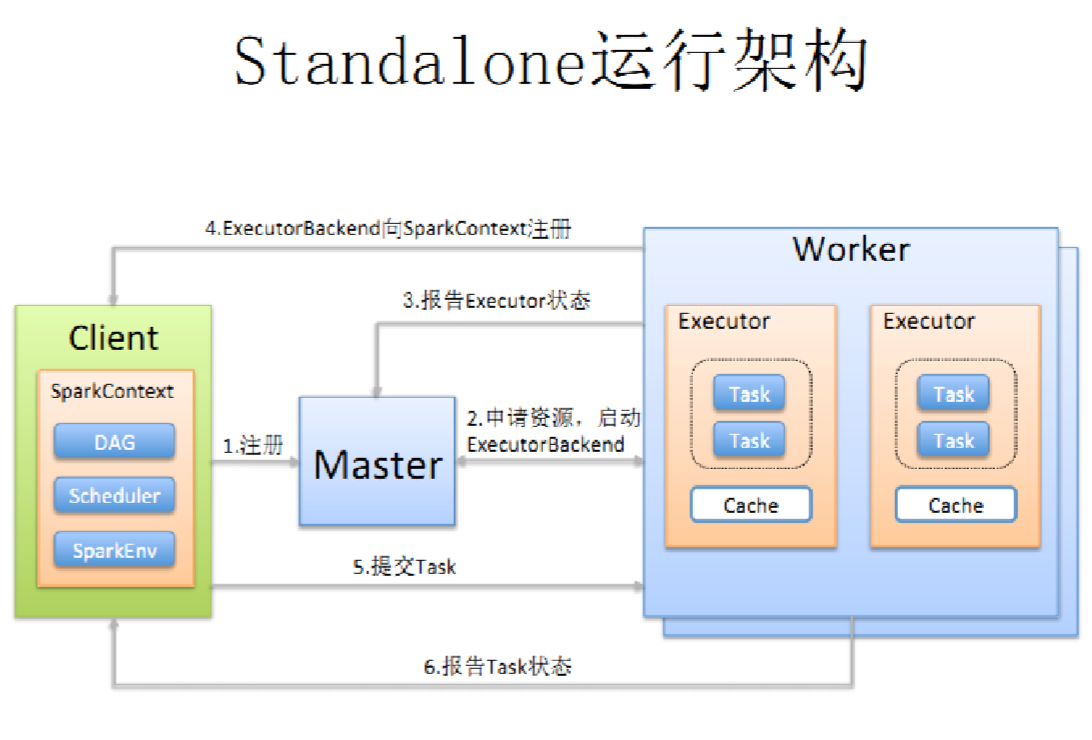 Standalone运行架构
4.ExecutorBackend向SparkContext注册
Worker
3.报告Executor状态
Executor
Executor
Client
SparkContext
Task
Task
DAG
1.注册
Master
2.申请资源，启动
ExecutorBackend
Task
Task
Scheduler
Cache
Cache
SparkEnv
5.提交Task
6.报告Task状态